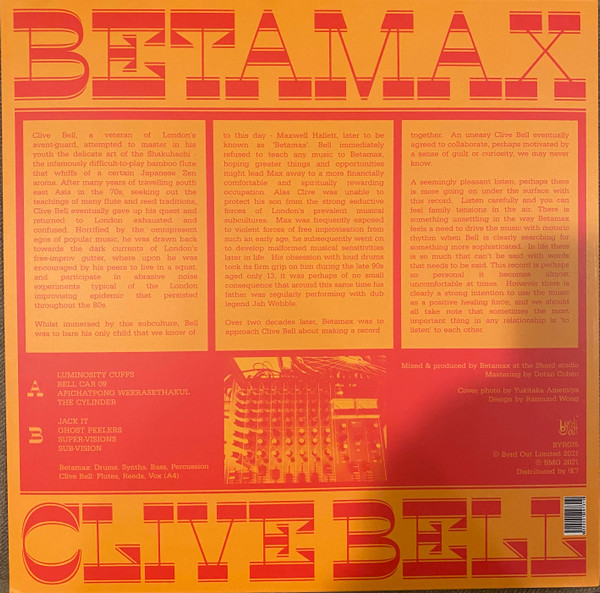 BETAMAX
Clive Bell, a veteran of London's
avent-guard, attempted to master in his
youth the delicate art of the Shakuhachi -
the infamously difficult-to-play bamboo flute
that whiffs of a certain Japanese Zen
aroma. After many years of travelling south
east Asia in the '70s, seeking out the
teachings of many flute and reed traditions,
Clive Bell eventually gave up his quest and
returned to London exhausted and
confused. Horrified by the omnipresent
egos of popular music, he was drawn back
towards the dark currents of London's
free-improv gutter, where upon he was
encouraged by his peers to live in a squat,
and participate in abrasive noise
experiments typical of the London
improvising epidemic that persisted
throughout the 80s.
Whilst immersed by this subculture, Bell
was to bare his only child that we know of
to this day - Maxwell Hallett, later to be
known as 'Betamax'. Bell immediately
refused to teach any music to Betamax,
hoping greater things and opportunities
might lead Max away to a more financially
comfortable and spiritually rewarding
occupation. Alas Clive was unable to
protect his son from the strong seductive
forces of London's prevalent musical
subcultures. Max was frequently exposed
to violent forces of free improvisation from
such an early age, he subsequently went on
to develop malformed musical sensitivities
later in life. His obsession with loud drums
took its firm grip on him during the late 90s
aged only 13, it was perhaps of no small
consequence that around this same time his
father was regularly performing with dub
legend Jah Wobble.
Over two decades later, Betamax was to
approach Clive Bell about making a record
together. An uneasy Clive Bell eventually
agreed to collaborate, perhaps motivated by
a sense of guilt or curiosity, we may never
know.
A seemingly pleasant listen, perhaps there
is more going on under the surface with
this record. Listen carefully and you can
feel family tensions in the air. There is
something unsettling in the way Betamax
feels a need to drive the music with motoric
rhythm when Bell is clearly searching for
something more sophisticated. In life there
is so much that can't be said with words
that needs to be said. This record is perhaps
so personal it becomes almost
uncomfortable at times. However there is
clearly a strong intention to use the music
as a positive healing force, and we should
all take note that sometimes the most
important thing in any relationship is 'to
listen' to each other.
A
LUMINOSITY CUFFS
BELL CAR 09
APICHATPONG WEERASETHAKUL
THE CYLINDER
B
JACK IT
GHOST PEELERS
SUPER-VISIONS
SUB-VISION
Betamax: Drums, Synths, Bass, Percussion
Clive Bell: Flutes, Reeds, Vox (A4)
Mixed & produced by Betamax at the Shord studio
Mastering by Dotan Cohen
Cover photo by Yukitaka Amemiya
Design by Raimund Wong
BYR025
© Byrd Out Limited 2021
℗ BMG 2021
Distributed by !K7
CLIVE BELL